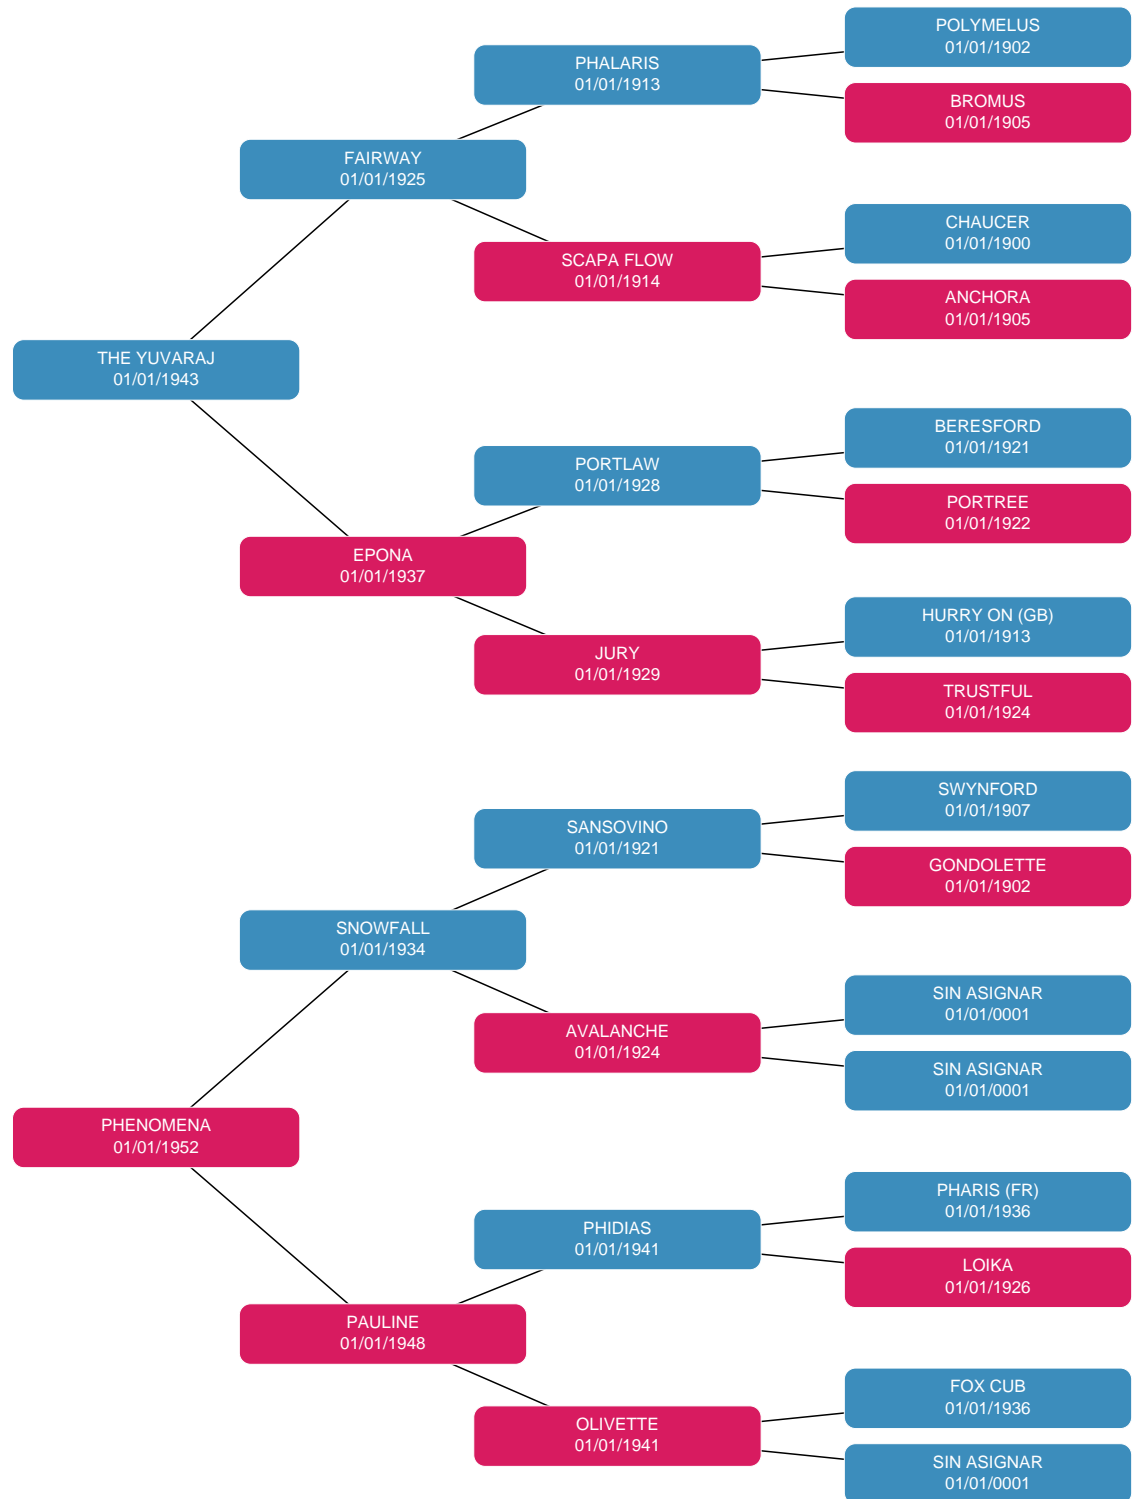 POLYMELUS
01/01/1902
PHALARIS
01/01/1913
BROMUS
01/01/1905
FAIRWAY
01/01/1925
CHAUCER
01/01/1900
SCAPA FLOW
01/01/1914
ANCHORA
01/01/1905
THE YUVARAJ
01/01/1943
BERESFORD
01/01/1921
PORTLAW
01/01/1928
PORTREE
01/01/1922
EPONA
01/01/1937
HURRY ON (GB)
01/01/1913
JURY
01/01/1929
TRUSTFUL
01/01/1924
SWYNFORD
01/01/1907
SANSOVINO
01/01/1921
GONDOLETTE
01/01/1902
SNOWFALL
01/01/1934
SIN ASIGNAR
01/01/0001
AVALANCHE
01/01/1924
SIN ASIGNAR
01/01/0001
PHENOMENA
01/01/1952
PHARIS (FR)
01/01/1936
PHIDIAS
01/01/1941
LOIKA
01/01/1926
PAULINE
01/01/1948
FOX CUB
01/01/1936
OLIVETTE
01/01/1941
SIN ASIGNAR
01/01/0001